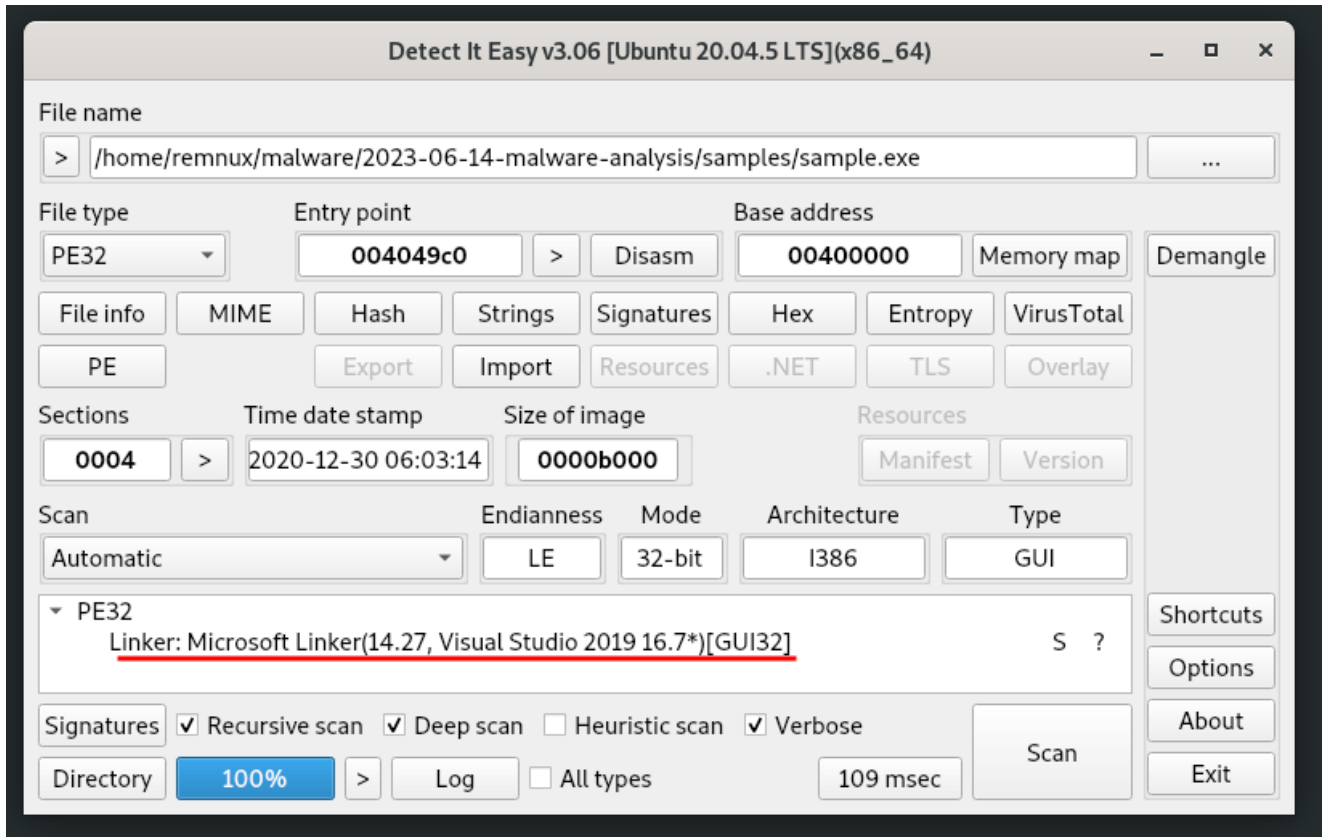 Detect It Easy v3.06 [Ubuntu 20.04.5 LTS](x86_64)
File name
> /home/remnux/malware/2023-06-14-malware-analysis/samples/sample.exe ...
File type Entry point Base address
PE32 004049c0 > Disasm 00400000 Memory map Demangle
File info MIME Hash Strings Signatures Hex Entropy VirusTotal
PE Export Import Resources .NET TLS Overlay
Sections Time date stamp Size of image Resources
0004 > 2020-12-30 06:03:14 0000b000 Manifest Version
Scan Endianness Mode Architecture Type
Automatic LE 32-bit I386 GUI
PE32
Shortcuts
Linker: Microsoft Linker(14.27, Visual Studio 2019 16.7*)[GUI32] S ?
Options
Signatures Recursive scan Deep scan Heuristic scan Verbose About
Scan
Directory 100% > Log All types 109 msec Exit